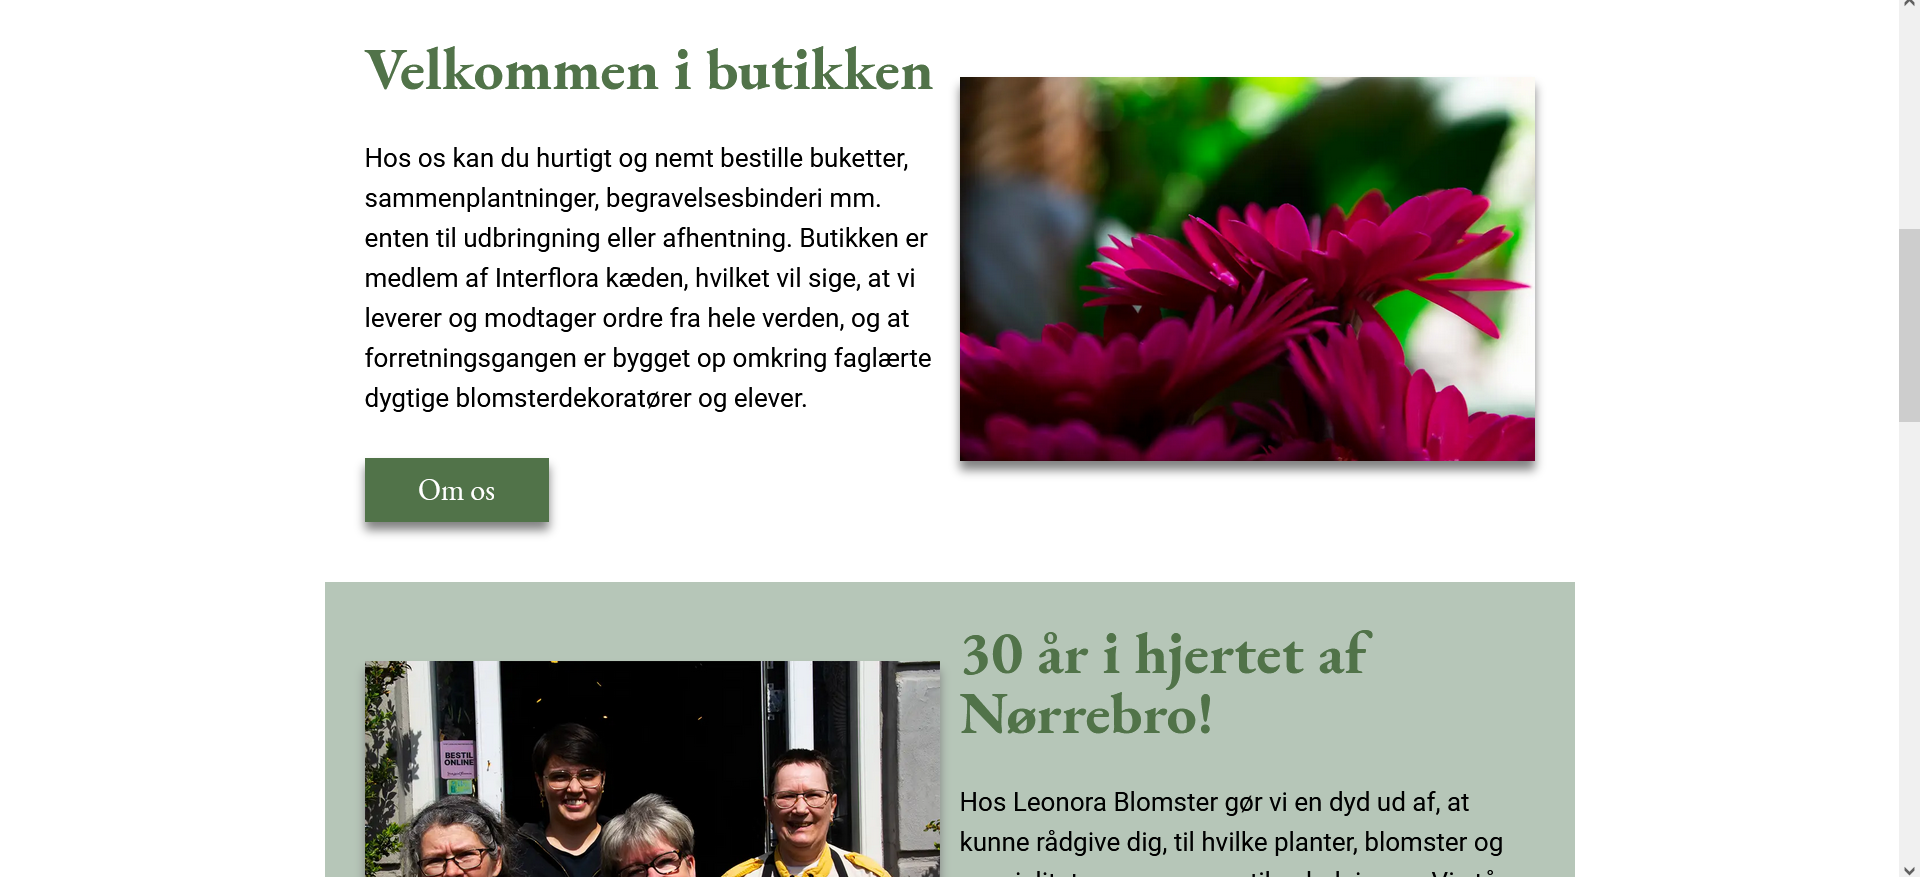 Velkommen i butikken
Hos os kan du hurtigt og nemt bestille buketter,
sammenplantninger, begravelsesbinderi mm.
enten til udbringning eller afhentning. Butikken er
medlem af Interflora kæden, hvilket vil sige, at vi
leverer og modtager ordre fra hele verden, og at
forretningsgangen er bygget op omkring faglærte
dygtige blomsterdekoratører og elever.
Om os
30 år i hjertet af
Nørrebro!
Hos Leonora Blomster gør vi en dyd ud af, at
kunne rådgive dig, til hvilke planter, blomster og
BESTIL
ONLINE